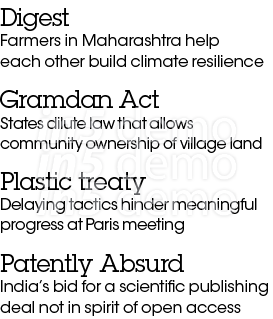 Digest
Farmers in Maharashtra help
each other build climate resilience
Gramdan Act
States dilute law that allows
community ownership of village land
Plastic treaty
Delaying tactics hinder meaningful
progress at Paris meeting
Patently Absurd
India's bid for a scientific publishing
deal not in spirit of open access